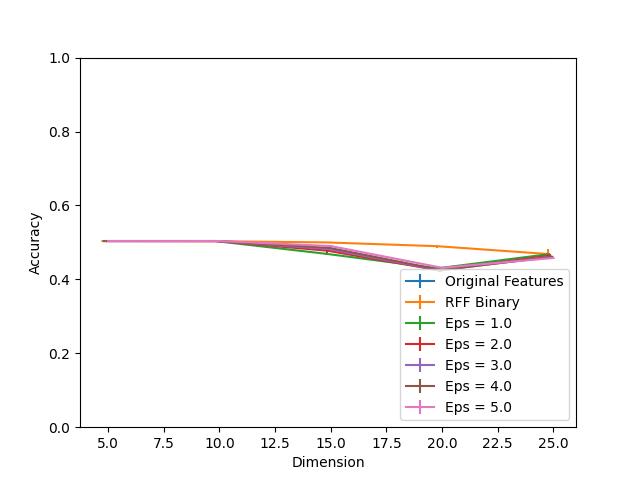 1.0
0.8
0.6
0.4
0.2
0.0
Accuracy
Original Features
RFF Binary
Eps = 1.0
Eps = 2.0
Eps = 3.0
Eps = 4.0
Eps = 5.0
5.0 7.5 10.0 12.5 15.0 17.5 20.0 22.5 25.0
Dimension